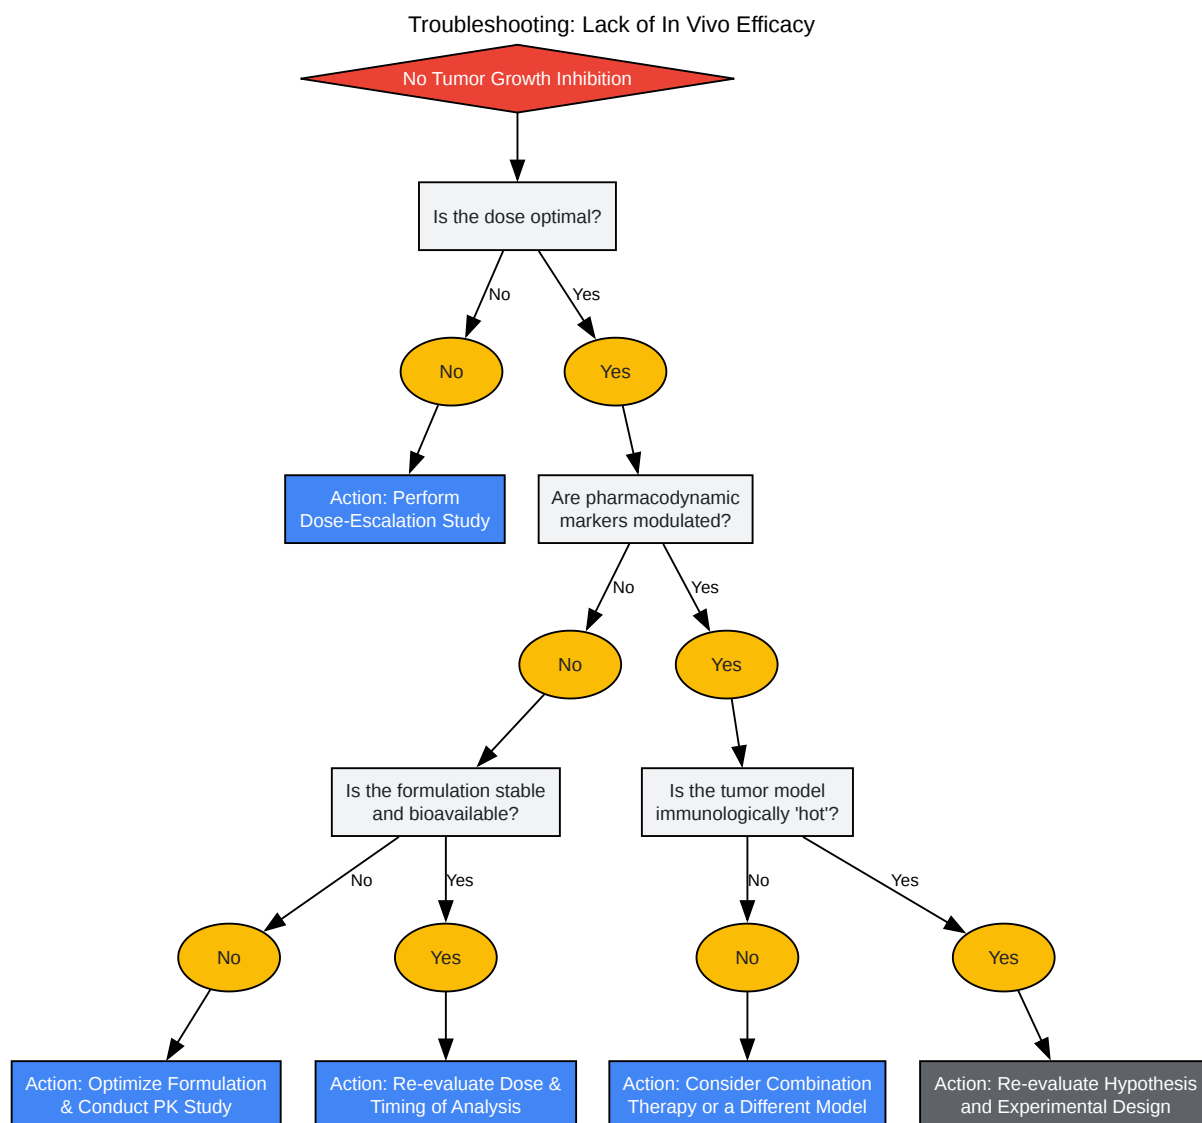 Troubleshooting: Lack of In Vivo Efficacy
No Tumor Growth Inhibition
Is the dose optimal?
No
Yes
No
Yes
Action: Perform
Dose-Escalation Study
Are pharmacodynamic
markers modulated?
No
Yes
No
Yes
Is the formulation stable
and bioavailable?
Is the tumor model
immunologically 'hot'?
No
Yes
No
Yes
No
Yes
No
Yes
Action: Optimize Formulation
& Conduct PK Study
Action: Re-evaluate Dose &
Timing of Analysis
Action: Consider Combination
Therapy or a Different Model
Action: Re-evaluate Hypothesis
and Experimental Design